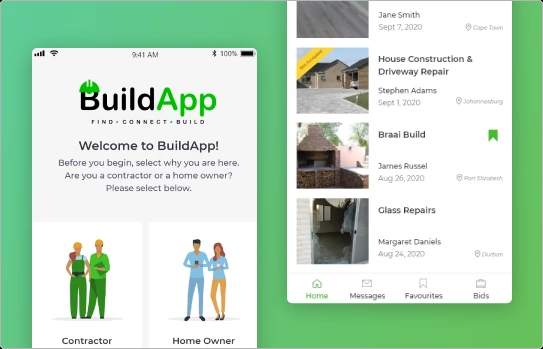 9:41 AM
100%
BuildApp
FIND • CONNECT • BUILD
Welcome to BuildApp!
Before you begin, select why you are here.
Are you a contractor or a home owner?
Please select below.
Contractor
Home Owner
Jane Smith
Sept 7, 2020
Cape Town
House Construction &
Driveway Repair
Stephen Adams
Sept 1, 2020
Johannesburg
Braai Build
James Russel
Aug 26, 2020
Port Elizabeth
Glass Repairs
Margaret Daniels
Aug 24, 2020
Durban
Home
Messages
Favourites
Bids